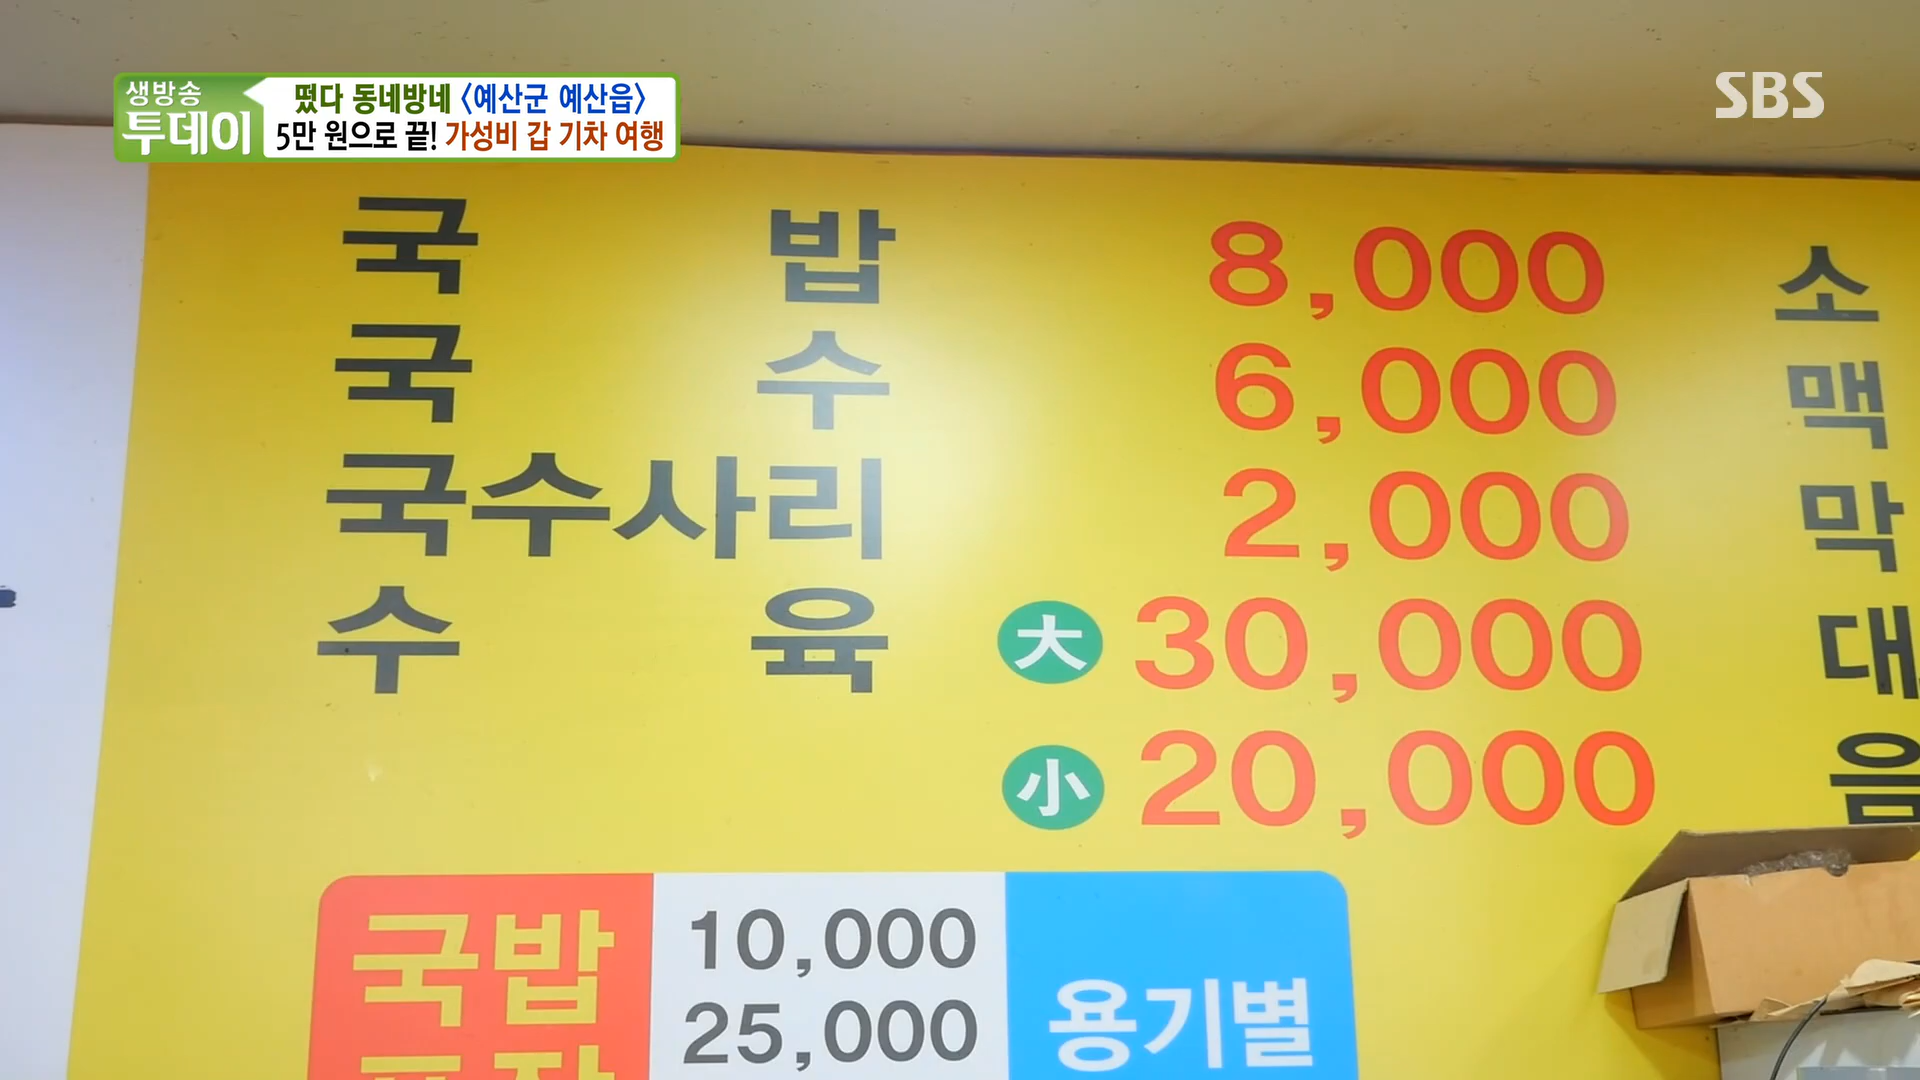 생방송 투데이
떴다 동네방네 <예산군 예산읍>
5만 원으로 끝! 가성비 갑 기차 여행
SBS
국밥 8,000 소
국수 6,000 맥
국수사리 2,000 막
수육 大 30,000 대
小 20,000 음
국밥 10,000
25,000
용기별